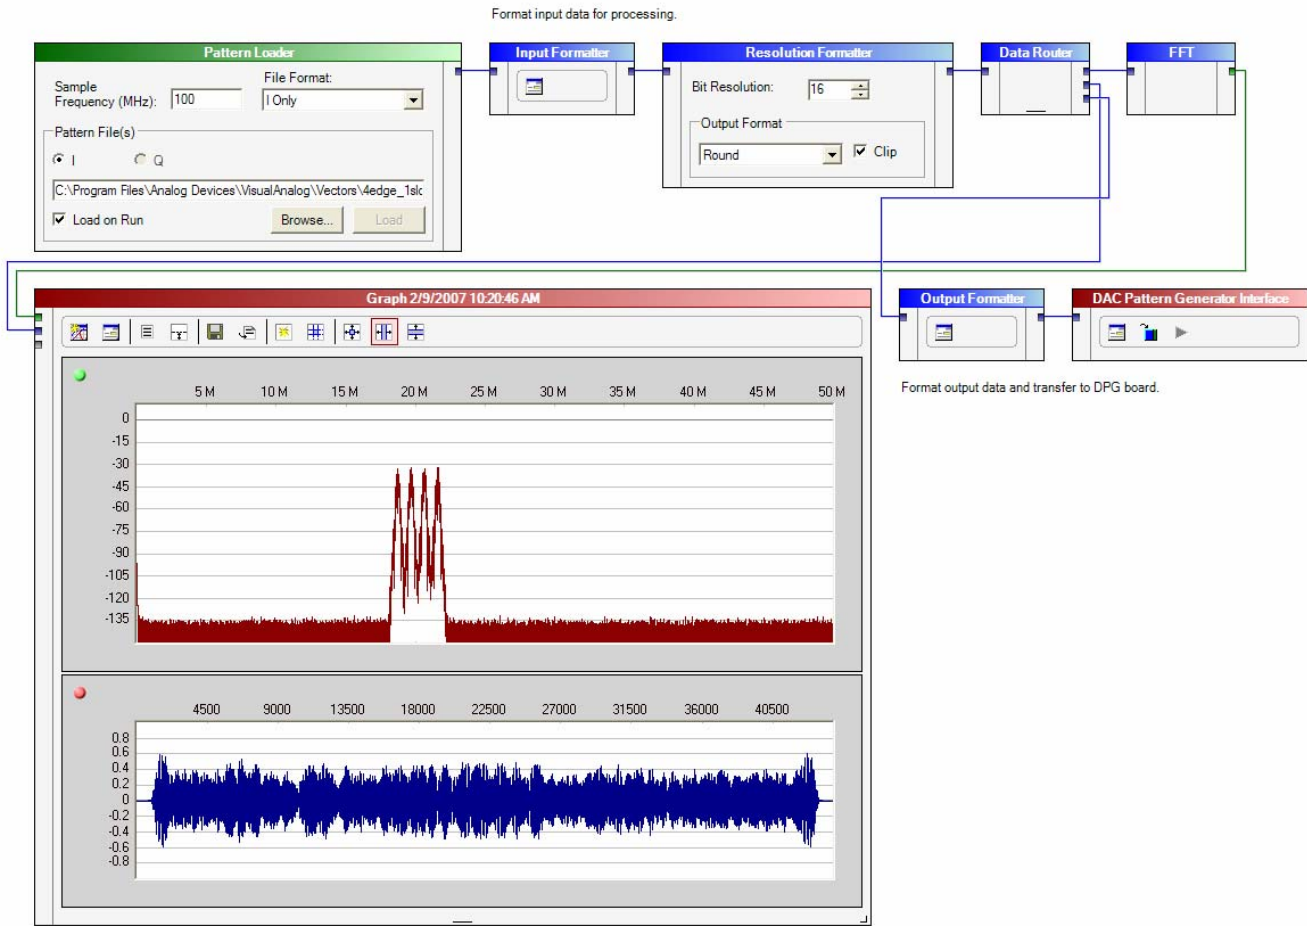 Format input data for processing.
Pattern Loader
Input Formatter
Resolution Formatter
Data Router
FFT
Sample
Frequency (MHz):
100
File Format:
I Only
Bit Resolution:
16
Pattern File(s)
I
Q
Output Format
Round
Clip
C:\Program Files\Analog Devices\VisualAnalog\Vectors\4edge_1slc
Load on Run
Browse...
Load
Graph 2/9/2007 10:20:46 AM
Output Formatter
DAC Pattern Generator Interface
Format output data and transfer to DPG board.
5 M 10 M 15 M 20 M 25 M 30 M 35 M 40 M 45 M 50 M
0
-15
-30
-45
-60
-75
-90
-105
-120
-135
4500 9000 13500 18000 22500 27000 31500 36000 40500
0.8
0.6
0.4
0.2
0
-0.2
-0.4
-0.6
-0.8